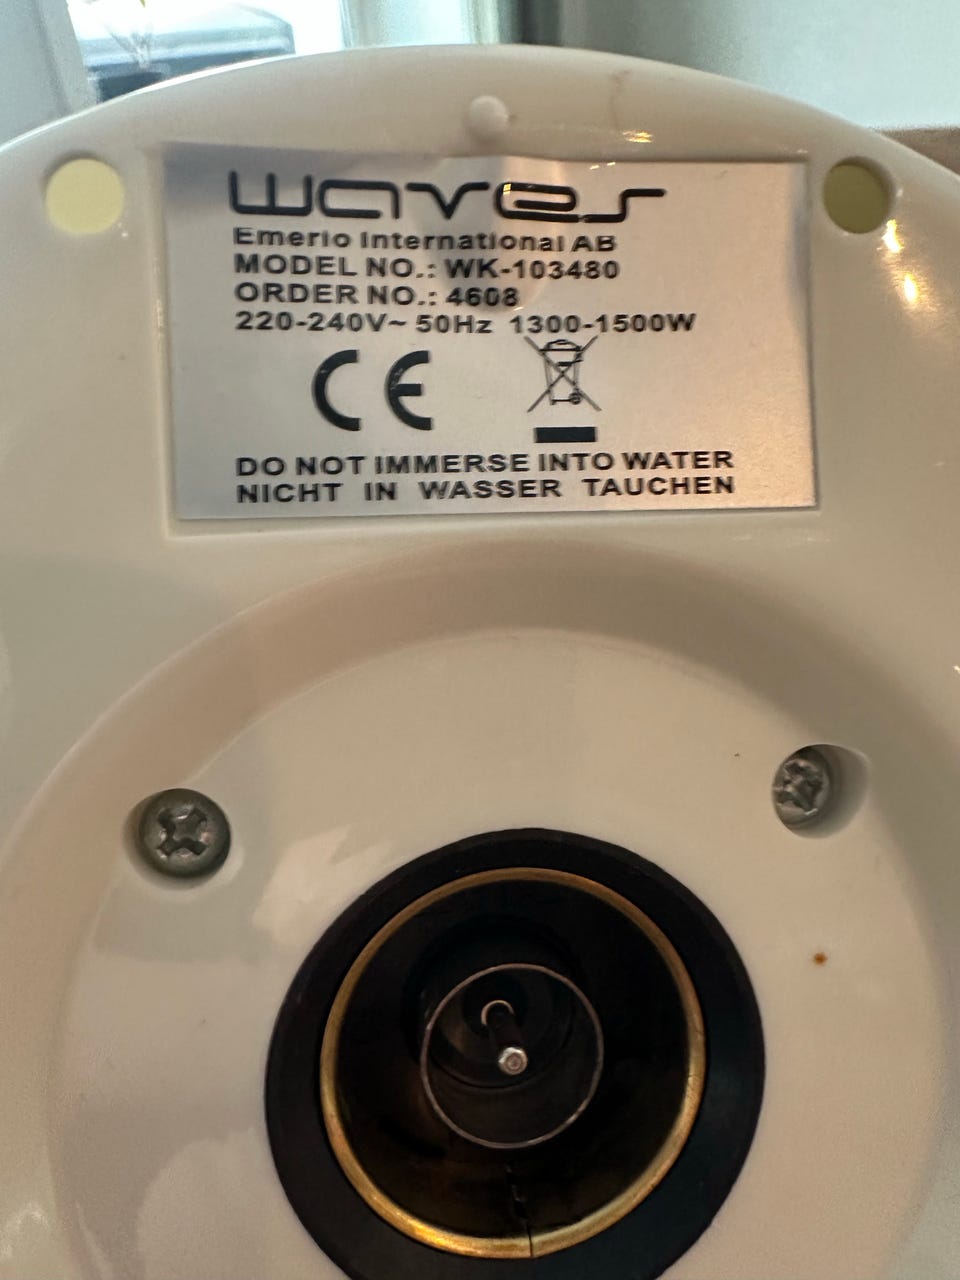 waves
Emerio International AB
MODEL NO.: WK-103480
ORDER NO.: 4608
220-240V~ 50Hz 1300-1500W
CE
DO NOT IMMERSE INTO WATER
NICHT IN WASSER TAUCHEN